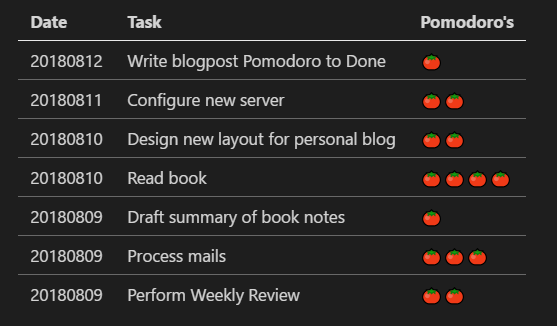 Date Task Pomodoro's
20180812 Write blogpost Pomodoro to Done 🍅
20180811 Configure new server 🍅 🍅
20180810 Design new layout for personal blog 🍅 🍅
20180810 Read book 🍅 🍅 🍅 🍅
20180809 Draft summary of book notes 🍅
20180809 Process mails 🍅 🍅 🍅
20180809 Perform Weekly Review 🍅 🍅